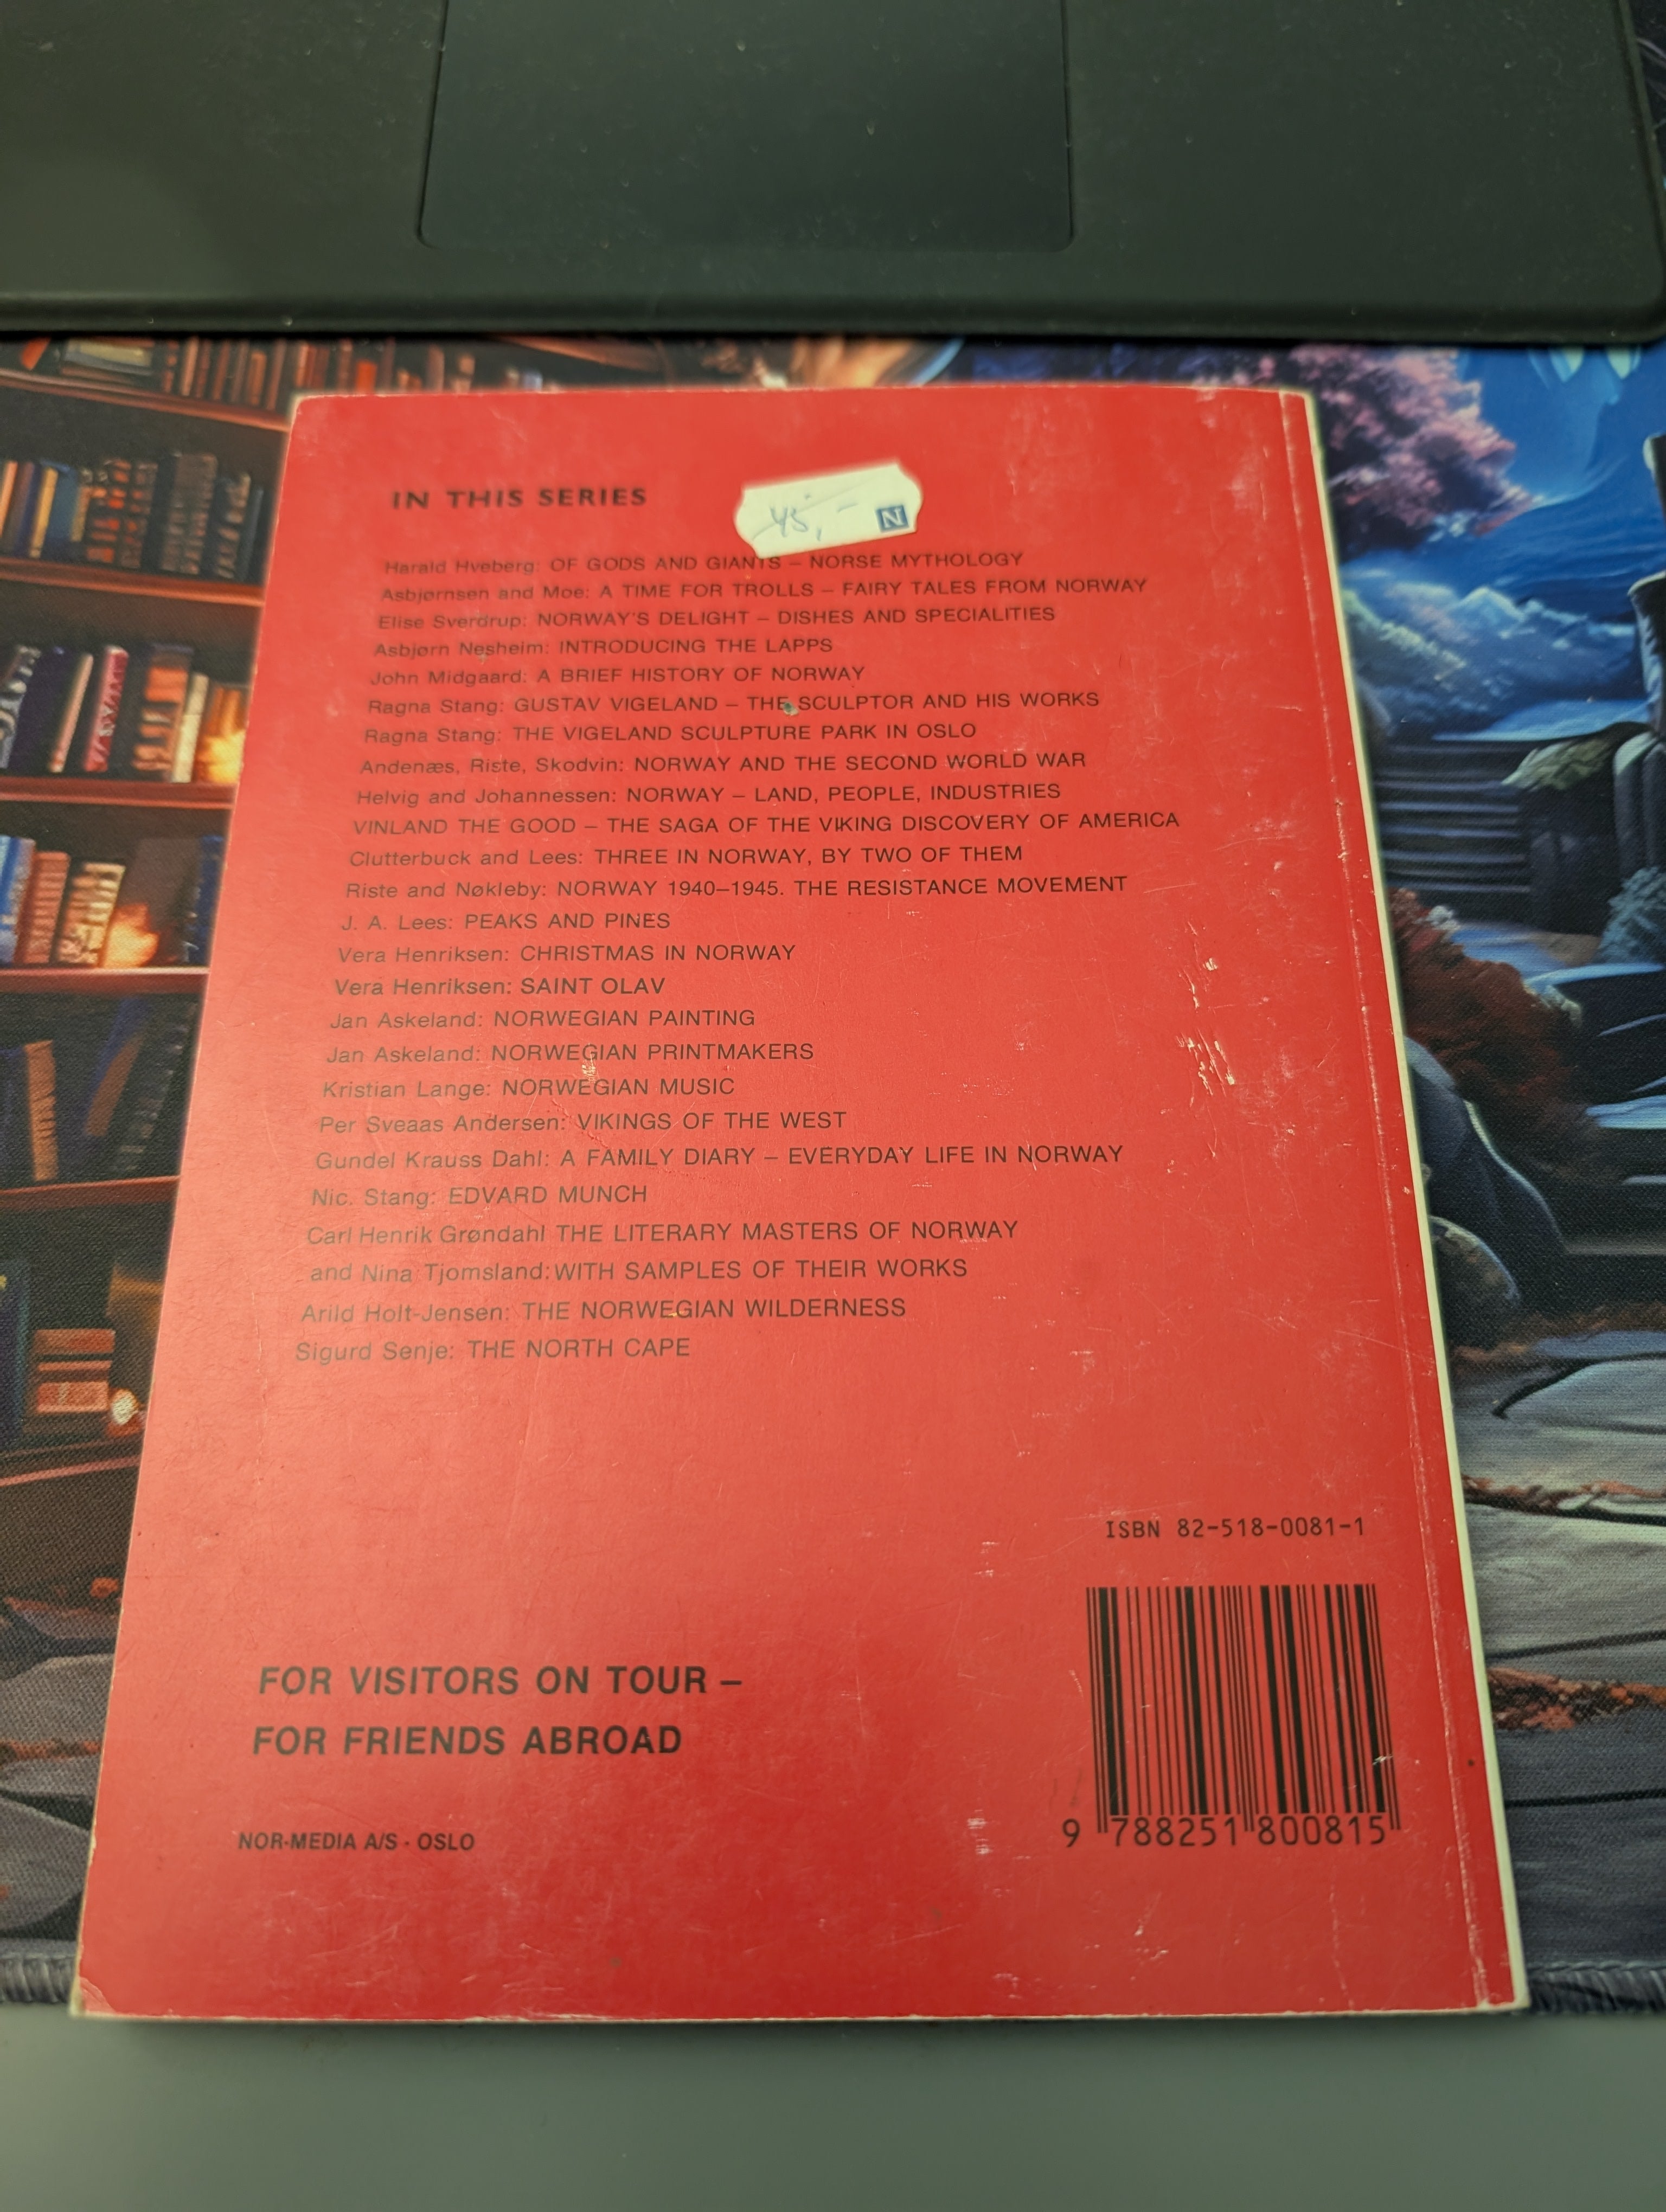 IN THIS SERIES
45,- N
Harald Hveberg: OF GODS AND GIANTS – NORSE MYTHOLOGY
Asbjørnsen and Moe: A TIME FOR TROLLS – FAIRY TALES FROM NORWAY
Elise Sverdrup: NORWAY'S DELIGHT – DISHES AND SPECIALITIES
Asbjørn Nesheim: INTRODUCING THE LAPPS
John Midgaard: A BRIEF HISTORY OF NORWAY
Ragna Stang: GUSTAV VIGELAND – THE SCULPTOR AND HIS WORKS
Ragna Stang: THE VIGELAND SCULPTURE PARK IN OSLO
Andenæs, Riste, Skodvin: NORWAY AND THE SECOND WORLD WAR
Helvig and Johannessen: NORWAY – LAND, PEOPLE, INDUSTRIES
VINLAND THE GOOD – THE SAGA OF THE VIKING DISCOVERY OF AMERICA
Clutterbuck and Lees: THREE IN NORWAY, BY TWO OF THEM
Riste and Nøkleby: NORWAY 1940–1945. THE RESISTANCE MOVEMENT
J. A. Lees: PEAKS AND PINES
Vera Henriksen: CHRISTMAS IN NORWAY
Vera Henriksen: SAINT OLAV
Jan Askeland: NORWEGIAN PAINTING
Jan Askeland: NORWEGIAN PRINTMAKERS
Kristian Lange: NORWEGIAN MUSIC
Per Sveaas Andersen: VIKINGS OF THE WEST
Gundel Krauss Dahl: A FAMILY DIARY – EVERYDAY LIFE IN NORWAY
Nic. Stang: EDVARD MUNCH
Carl Henrik Grøndahl THE LITERARY MASTERS OF NORWAY
and Nina Tjomsland: WITH SAMPLES OF THEIR WORKS
Arild Holt-Jensen: THE NORWEGIAN WILDERNESS
Sigurd Senje: THE NORTH CAPE
ISBN 82-518-0081-1
FOR VISITORS ON TOUR –
FOR FRIENDS ABROAD
9 788251 800815
NOR-MEDIA A/S - OSLO